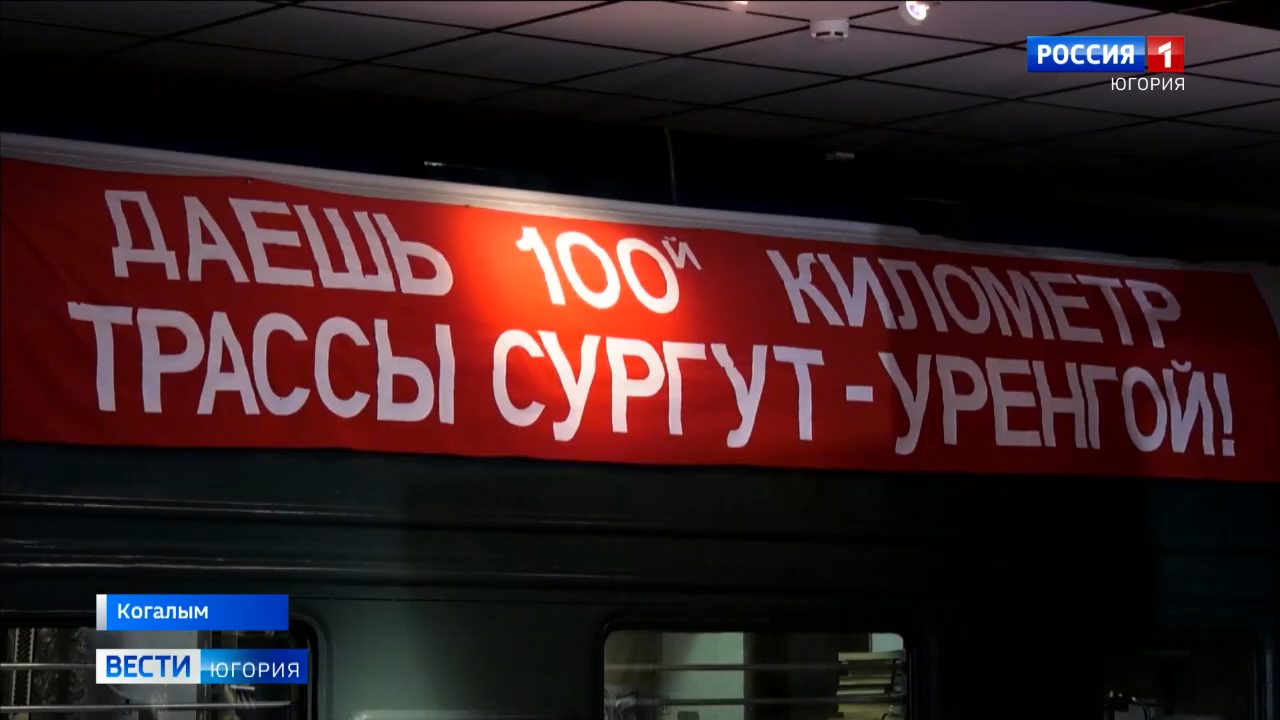 РОССИЯ 1
ЮГОРИЯ
ДАЕШЬ 100Й КИЛОМЕТР
ТРАССЫ СУРГУТ - УРЕНГОЙ!
Когалым
ВЕСТИ ЮГОРИЯ